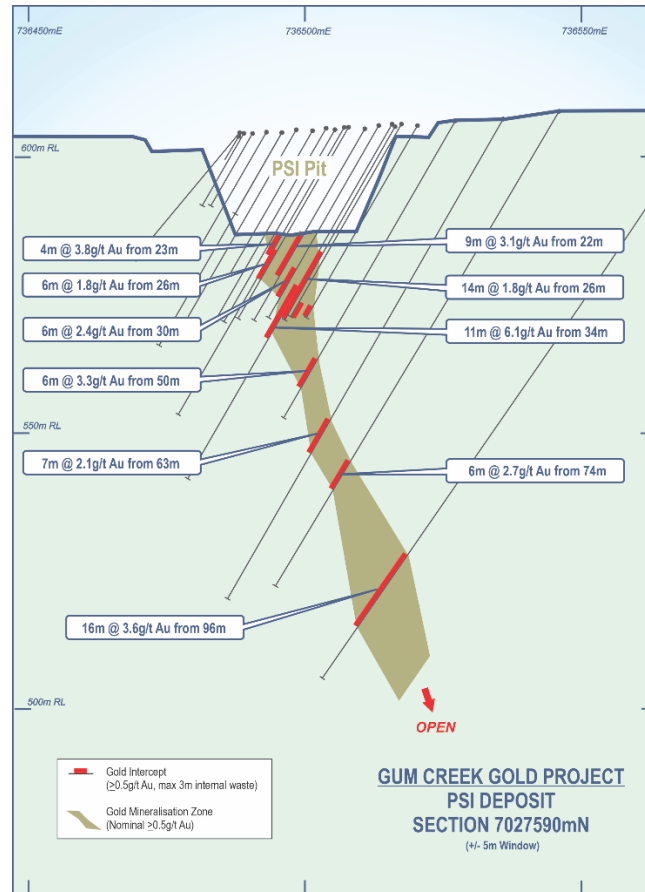 736450mE
736500mE
736550mE
600m RL
PSI Pit
4m @ 3.8g/t Au from 23m
9m @ 3.1g/t Au from 22m
6m @ 1.8g/t Au from 26m
14m @ 1.8g/t Au from 26m
6m @ 2.4g/t Au from 30m
11m @ 6.1g/t Au from 34m
6m @ 3.3g/t Au from 50m
550m RL
7m @ 2.1g/t Au from 63m
6m @ 2.7g/t Au from 74m
16m @ 3.6g/t Au from 96m
500m RL
OPEN
Gold Intercept
(≥0.5g/t Au, max 3m internal waste)
Gold Mineralisation Zone
(Nominal ≥0.5g/t Au)
GUM CREEK GOLD PROJECT
PSI DEPOSIT
SECTION 7027590mN
(+/- 5m Window)